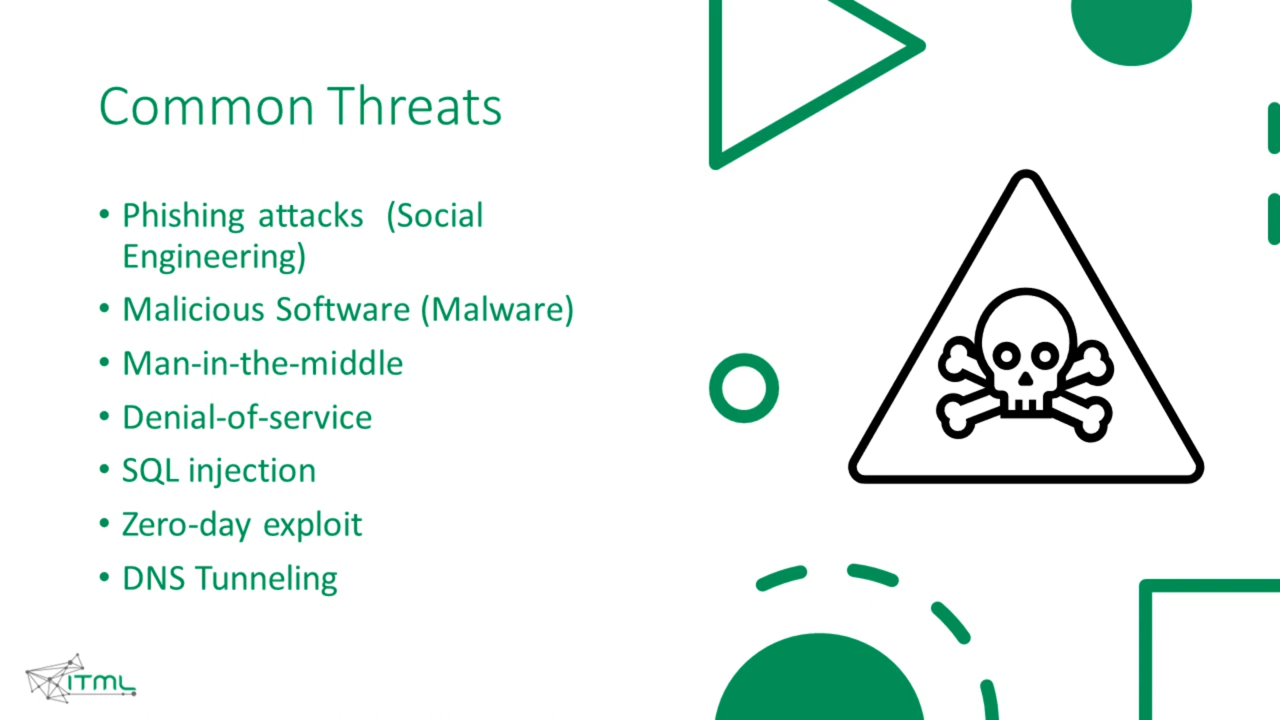 Common Threats
• Phishing attacks (Social
Engineering)
• Malicious Software (Malware)
• Man-in-the-middle
• Denial-of-service
• SQL injection
• Zero-day exploit
• DNS Tunneling
ITML